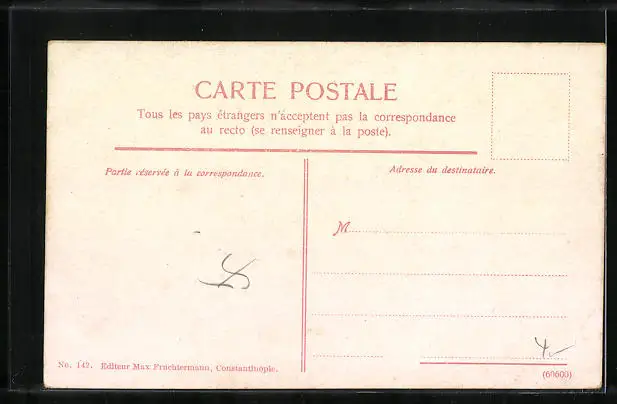 CARTE POSTALE
Tous les pays étrangers n'acceptent pas la correspondance
au recto (se renseigner à la poste).
Partie réservée à la correspondance.
Adresse du destinataire.
M
No. 142. Editeur Max Fruchtermann, Constantinople.
(60600)